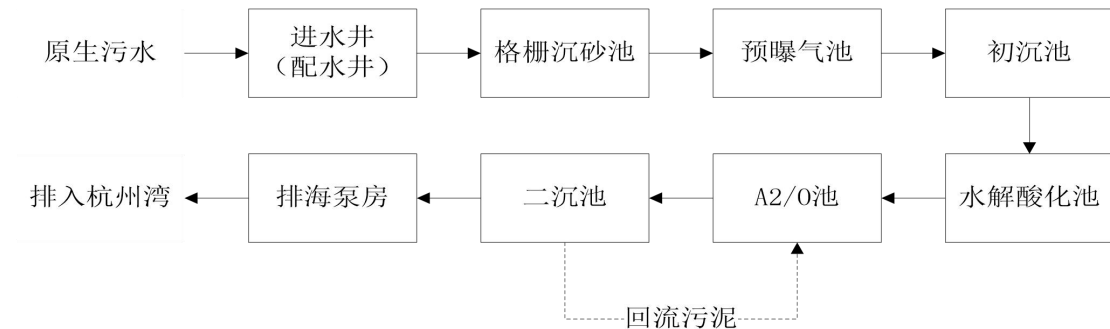 原生污水
进水井
（配水井）
格栅沉砂池
预曝气池
初沉池
排入杭州湾
排海泵房
二沉池
A2/O池
水解酸化池
回流污泥